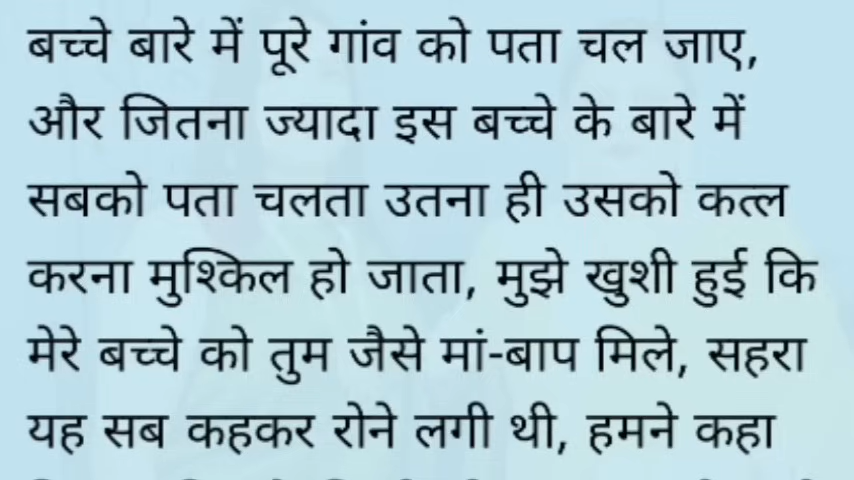 बच्चे बारे में पूरे गांव को पता चल जाए,
और जितना ज्यादा इस बच्चे के बारे में
सबको पता चलता उतना ही उसको कत्ल
करना मुश्किल हो जाता, मुझे खुशी हुई कि
मेरे बच्चे को तुम जैसे मां-बाप मिले, सहरा
यह सब कहकर रोने लगी थी, हमने कहा